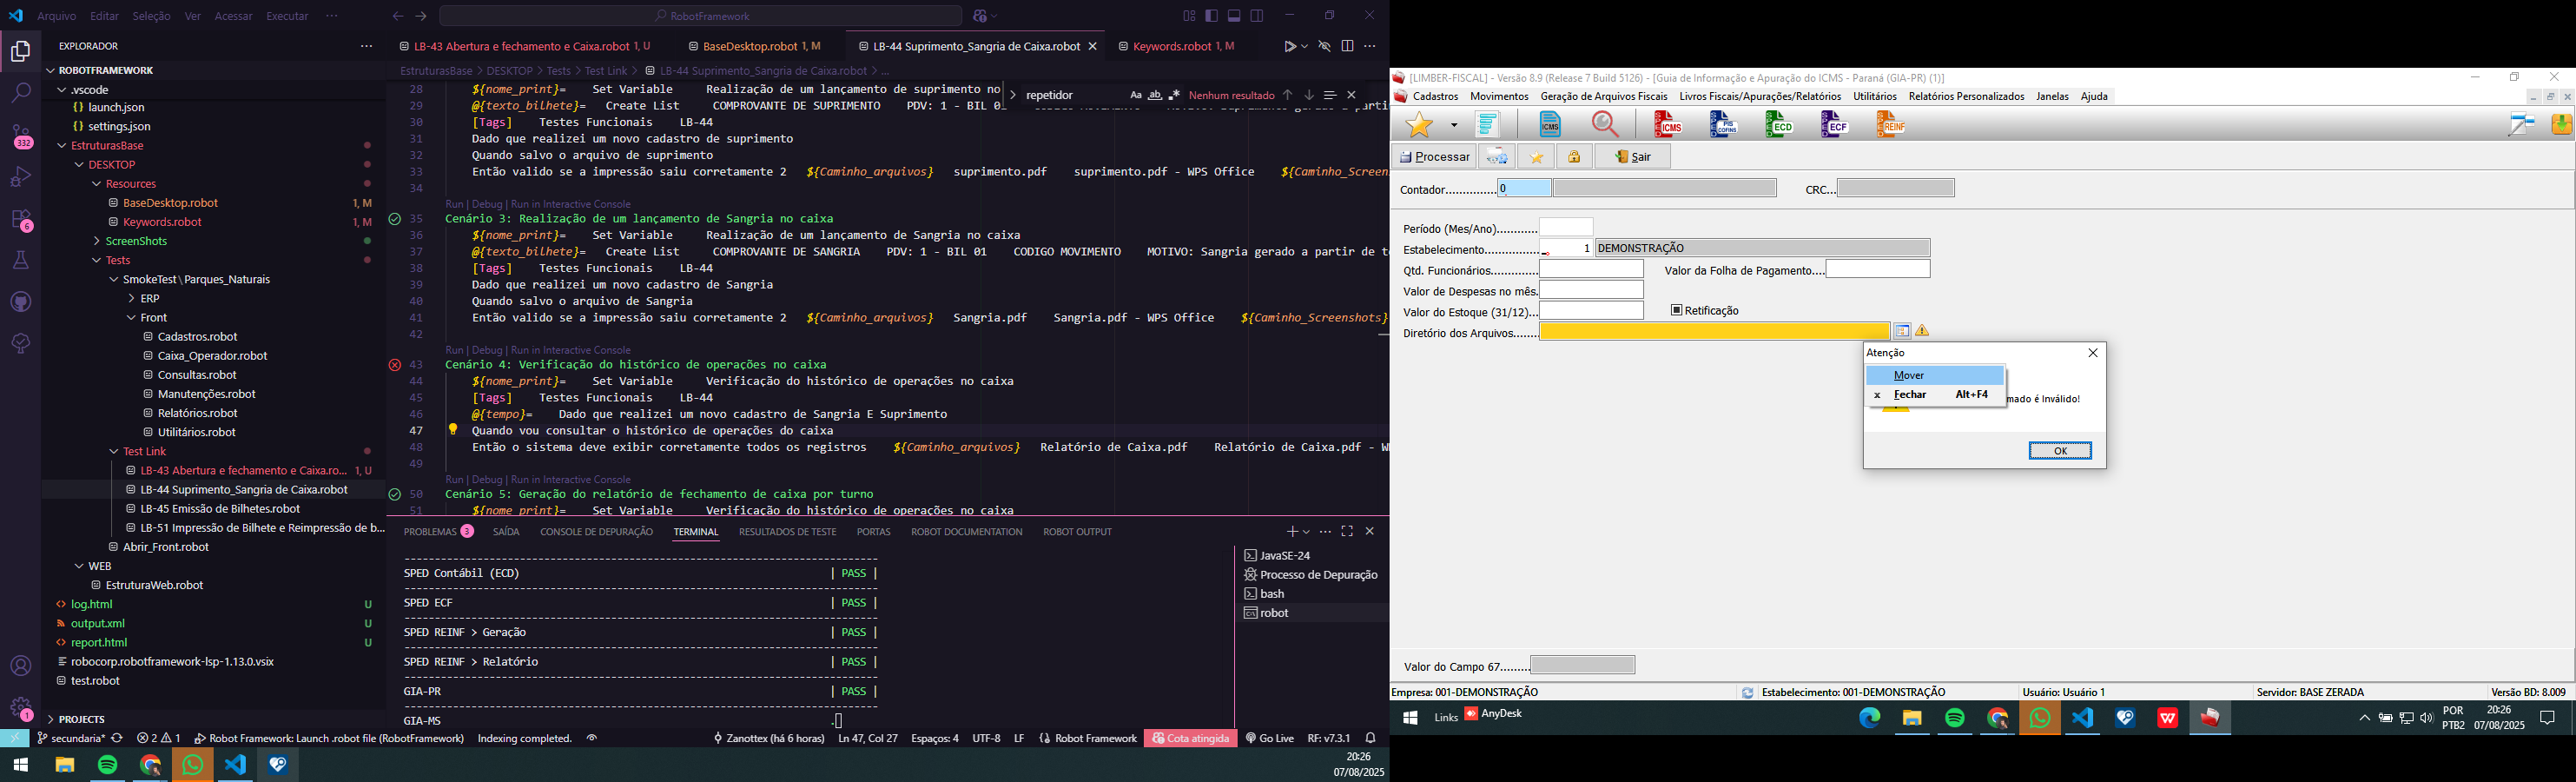 Arquivo Editar Seleção Ver Acessar Executar ···
RobotFramework
EXPLORADOR
ROBOTFRAMEWORK
.vscode
launch.json
settings.json
EstruturasBase
DESKTOP
Resources
BaseDesktop.robot 1, M
Keywords.robot 1, M
ScreenShots
Tests
SmokeTest\Parques_Naturais
ERP
Front
Cadastros.robot
Caixa_Operador.robot
Consultas.robot
Manutenções.robot
Relatórios.robot
Utilitários.robot
Test Link
LB-43 Abertura e fechamento e Caixa.ro... 1, U
LB-44 Suprimento_Sangria de Caixa.robot
LB-45 Emissão de Bilhetes.robot
LB-51 Impressão de Bilhete e Reimpressão de b...
Abrir_Front.robot
WEB
EstruturaWeb.robot
log.html U
output.xml U
report.html U
robocorp.robotframework-lsp-1.13.0.vsix
test.robot
PROJECTS
332
6
1
LB-43 Abertura e fechamento e Caixa.robot 1, U
BaseDesktop.robot 1, M
LB-44 Suprimento_Sangria de Caixa.robot
Keywords.robot 1, M
EstruturasBase > DESKTOP > Tests > Test Link > LB-44 Suprimento_Sangria de Caixa.robot > ...
repetidor Aa ab Nenhum resultado
28 ${nome_print}= Set Variable Realização de um lançamento de suprimento no
29 @{texto_bilhete}= Create List COMPROVANTE DE SUPRIMENTO PDV: 1 - BIL 01
30 [Tags] Testes Funcionais LB-44
31 Dado que realizei um novo cadastro de suprimento
32 Quando salvo o arquivo de suprimento
33 Então valido se a impressão saiu corretamente 2 ${Caminho_arquivos} suprimento.pdf suprimento.pdf - WPS Office ${Caminho_Screen
34
Run | Debug | Run in Interactive Console
35 Cenário 3: Realização de um lançamento de Sangria no caixa
36 ${nome_print}= Set Variable Realização de um lançamento de Sangria no caixa
37 @{texto_bilhete}= Create List COMPROVANTE DE SANGRIA PDV: 1 - BIL 01 CODIGO MOVIMENTO MOTIVO: Sangria gerado a partir de t
38 [Tags] Testes Funcionais LB-44
39 Dado que realizei um novo cadastro de Sangria
40 Quando salvo o arquivo de Sangria
41 Então valido se a impressão saiu corretamente 2 ${Caminho_arquivos} Sangria.pdf Sangria.pdf - WPS Office ${Caminho_Screenshots}
42
Run | Debug | Run in Interactive Console
43 Cenário 4: Verificação do histórico de operações no caixa
44 ${nome_print}= Set Variable Verificação do histórico de operações no caixa
45 [Tags] Testes Funcionais LB-44
46 @{tempo}= Dado que realizei um novo cadastro de Sangria E Suprimento
47 Quando vou consultar o histórico de operações do caixa
48 Então o sistema deve exibir corretamente todos os registros ${Caminho_arquivos} Relatório de Caixa.pdf Relatório de Caixa.pdf - W
49
Run | Debug | Run in Interactive Console
50 Cenário 5: Geração do relatório de fechamento de caixa por turno
51 ${nome_print}= Set Variable Verificação do histórico de operações no caixa
PROBLEMAS 3 SAÍDA CONSOLE DE DEPURAÇÃO TERMINAL RESULTADOS DE TESTE PORTAS ROBOT DOCUMENTATION ROBOT OUTPUT
SPED Contábil (ECD) | PASS |
SPED ECF | PASS |
SPED REINF > Geração | PASS |
SPED REINF > Relatório | PASS |
GIA-PR | PASS |
GIA-MS .
JavaSE-24
Processo de Depuração
bash
robot
secundaria* 2 1 Robot Framework: Launch .robot file (RobotFramework) Indexing completed. Zanottex (há 6 horas) Ln 47, Col 27 Espaços: 4 UTF-8 LF Robot Framework Cota atingida Go Live RF: v7.3.1
20:26
07/08/2025
[LIMBER-FISCAL] - Versão 8.9 (Release 7 Build 5126) - [Guia de Informação e Apuração do ICMS - Paraná (GIA-PR) (1)]
Cadastros Movimentos Geração de Arquivos Fiscais Livros Fiscais/Apurações/Relatórios Utilitários Relatórios Personalizados Janelas Ajuda
ICMS ICMS PIS COFINS ECD ECF REINF
Processar Sair
Contador............... 0 CRC...
Período (Mes/Ano)............
Estabelecimento................ 1 DEMONSTRAÇÃO
Qtd. Funcionários.............. Valor da Folha de Pagamento....
Valor de Despesas no mês.
Valor do Estoque (31/12)... Retificação
Diretório dos Arquivos........
Atenção
Mover
x Fechar Alt+F4
mado é Inválido!
OK
Valor do Campo 67.........
Empresa: 001-DEMONSTRAÇÃO Estabelecimento: 001-DEMONSTRAÇÃO Usuário: Usuário 1 Servidor: BASE ZERADA Versão BD: 8.009
Links AnyDesk
POR
PTB2
20:26
07/08/2025